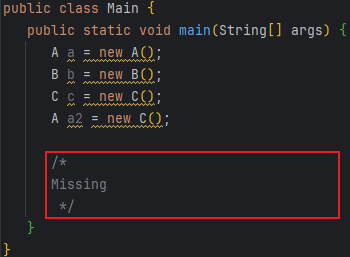 public class Main {
public static void main(String[] args) {
A a = new A();
B b = new B();
C c = new C();
A a2 = new C();
/*
Missing
*/
}
}